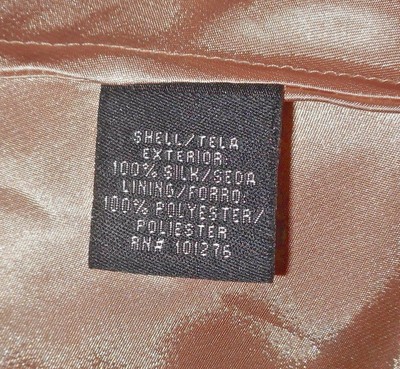 SHELL/TELA
EXTERIOR:
100% SILK/SEDA
LINING/FORRO:
100% POLYESTER/
POLIESTER
RN# 101276